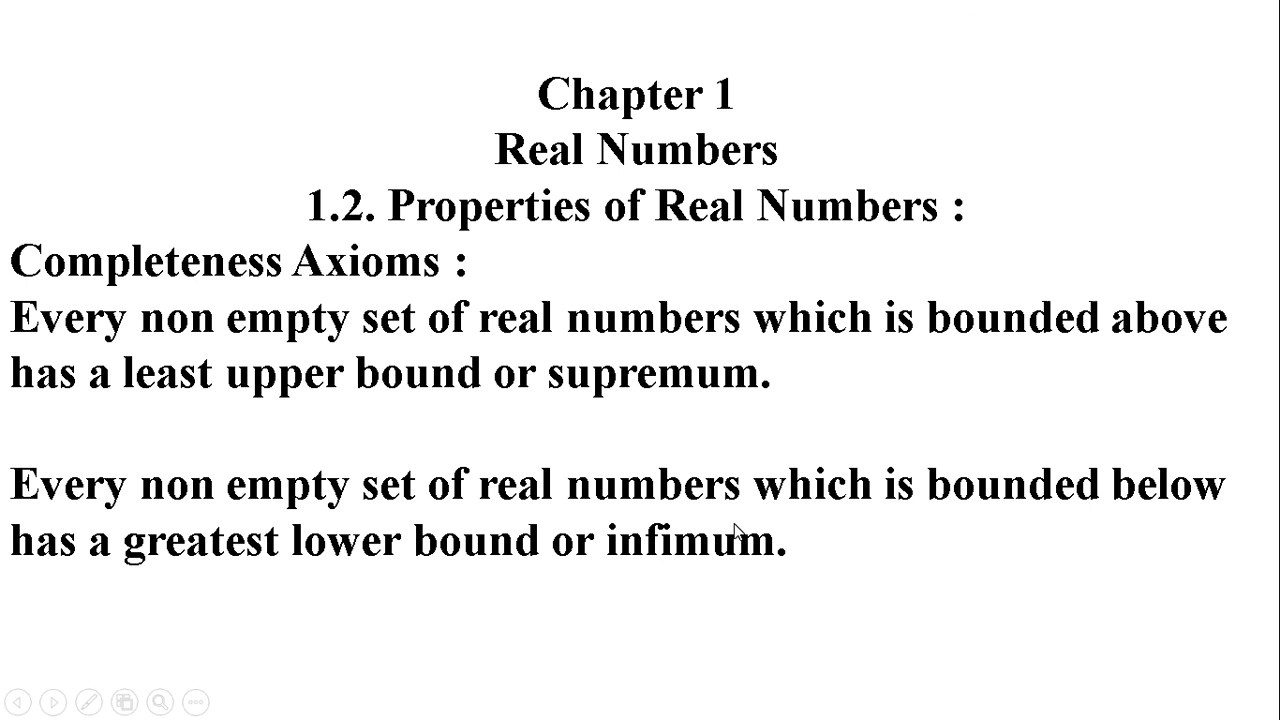 Chapter 1
Real Numbers
1.2. Properties of Real Numbers :
Completeness Axioms :
Every non empty set of real numbers which is bounded above
has a least upper bound or supremum.
Every non empty set of real numbers which is bounded below
has a greatest lower bound or infimum.